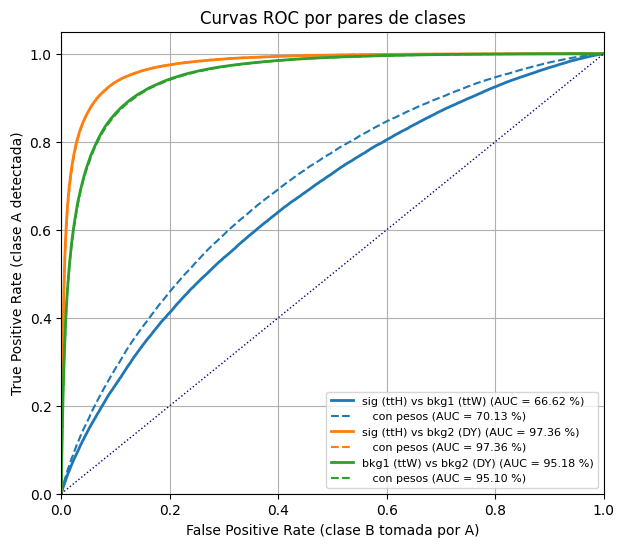 Curvas ROC por pares de clases
True Positive Rate (clase A detectada)
1.0
0.8
0.6
0.4
0.2
0.0
sig (ttH) vs bkg1 (ttW) (AUC = 66.62 %)
con pesos (AUC = 70.13 %)
sig (ttH) vs bkg2 (DY) (AUC = 97.36 %)
con pesos (AUC = 97.36 %)
bkg1 (ttW) vs bkg2 (DY) (AUC = 95.18 %)
con pesos (AUC = 95.10 %)
0.0 0.2 0.4 0.6 0.8 1.0
False Positive Rate (clase B tomada por A)